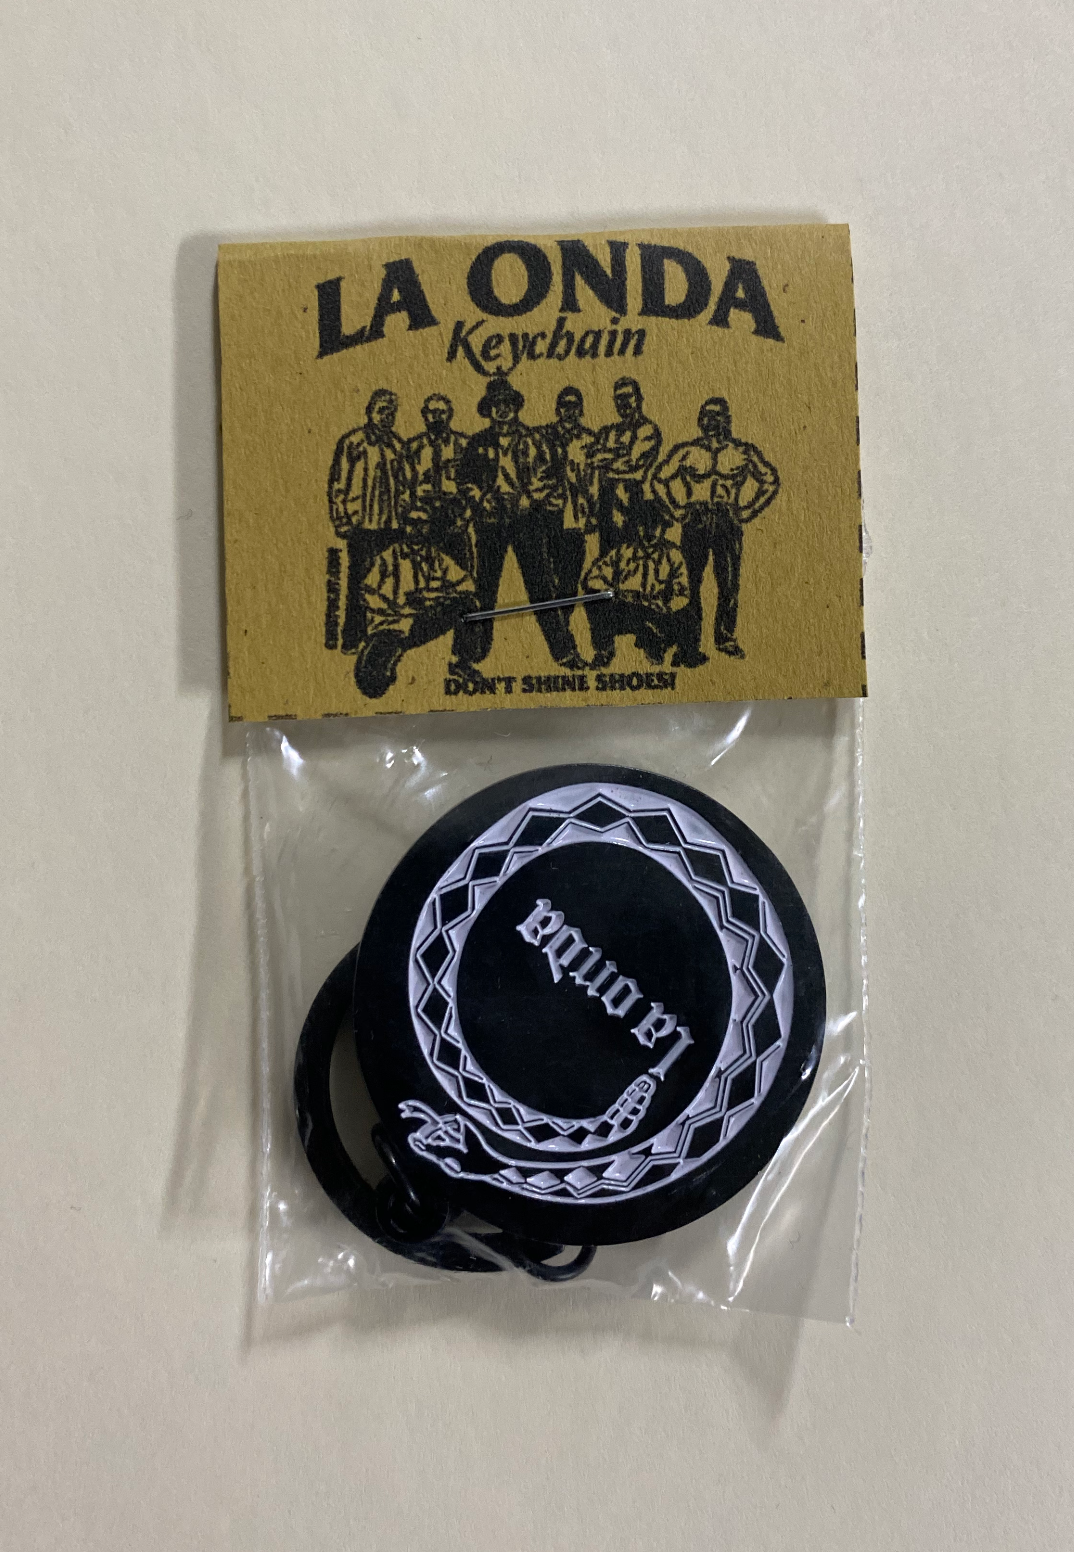 LA ONDA
Keychain
DON'T SHINE SHOES!
La Onda